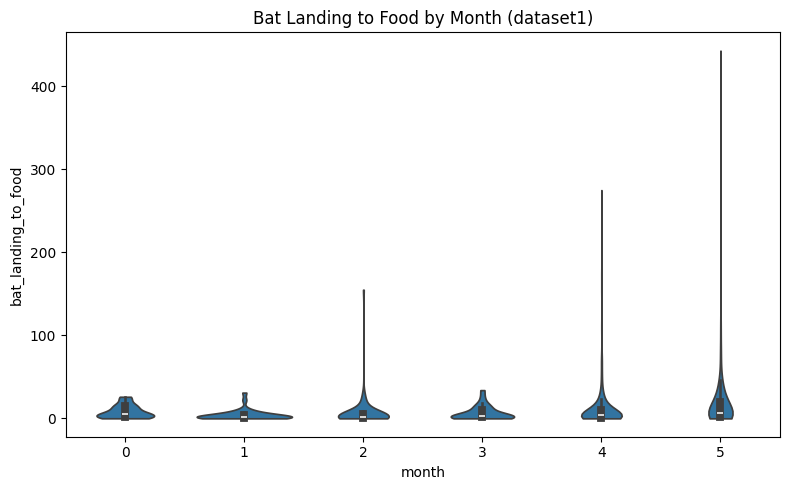 Bat Landing to Food by Month (dataset1)
bat_landing_to_food
400
300
200
100
0
0 1 2 3 4 5
month